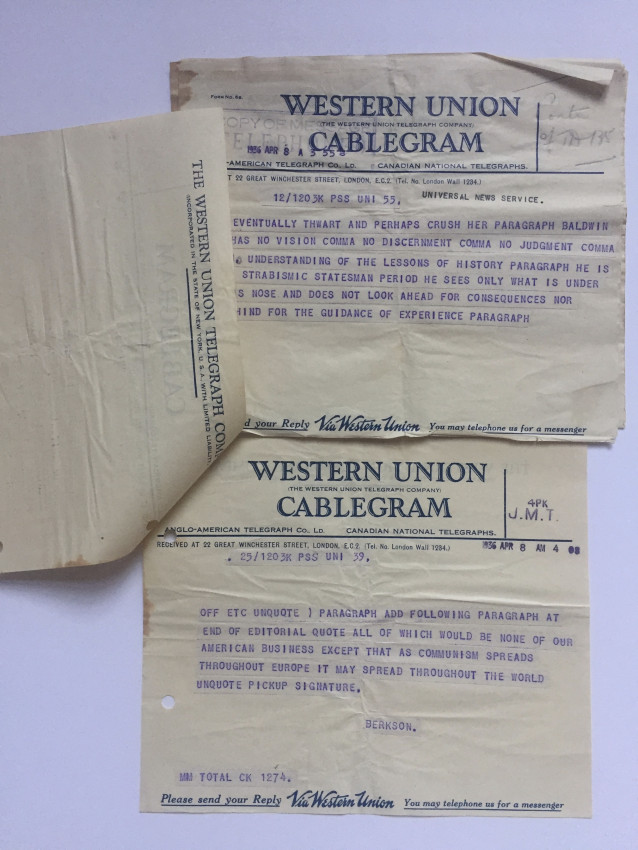 FORM No. 6a.
WESTERN UNION
(THE WESTERN UNION TELEGRAPH COMPANY)
CABLEGRAM
1936 APR 8 A 3 55
-AMERICAN TELEGRAPH CO. LD. CANADIAN NATIONAL TELEGRAPHS.
AT 22 GREAT WINCHESTER STREET, LONDON, E.C.2. (Tel. No. London Wall 1234.)
12/1203K PSS UNI 55. UNIVERSAL NEWS SERVICE.
EVENTUALLY THWART AND PERHAPS CRUSH HER PARAGRAPH BALDWIN
HAS NO VISION COMMA NO DISCERNMENT COMMA NO JUDGMENT COMMA
UNDERSTANDING OF THE LESSONS OF HISTORY PARAGRAPH HE IS
STRABISMIC STATESMAN PERIOD HE SEES ONLY WHAT IS UNDER
S NOSE AND DOES NOT LOOK AHEAD FOR CONSEQUENCES NOR
HIND FOR THE GUIDANCE OF EXPERIENCE PARAGRAPH
d your Reply Via Western Union You may telephone us for a messenger
THE WESTERN UNION TELEGRAPH COM
INCORPORATED IN THE STATE OF NEW YORK, U.S.A. WITH LIMITED LIABILIT
WESTERN UNION
(THE WESTERN UNION TELEGRAPH COMPANY)
CABLEGRAM
4PK
J.M.T.
ANGLO-AMERICAN TELEGRAPH CO. LD. CANADIAN NATIONAL TELEGRAPHS.
RECEIVED AT 22 GREAT WINCHESTER STREET, LONDON, E.C.2. (Tel. No. London Wall 1234.) 1936 APR 8 AM 4 08
. 25/1203K PSS UNI 39.
OFF ETC UNQUOTE ) PARAGRAPH ADD FOLLOWING PARAGRAPH AT
END OF EDITORIAL QUOTE ALL OF WHICH WOULD BE NONE OF OUR
AMERICAN BUSINESS EXCEPT THAT AS COMMUNISM SPREADS
THROUGHOUT EUROPE IT MAY SPREAD THROUGHOUT THE WORLD
UNQUOTE PICKUP SIGNATURE.
BERKSON.
MM TOTAL CK 1274.
Please send your Reply Via Western Union You may telephone us for a messenger